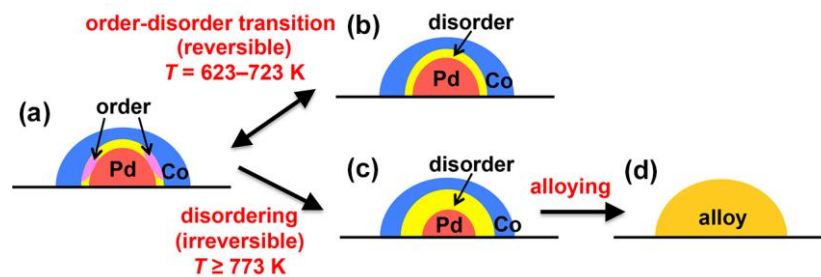 order-disorder transition
(reversible)
T = 623–723 K
(a)
order
Pd
Co
(b)
disorder
Pd
Co
disordering
(irreversible)
T ≥ 773 K
(c)
disorder
Pd
Co
alloying
(d)
alloy